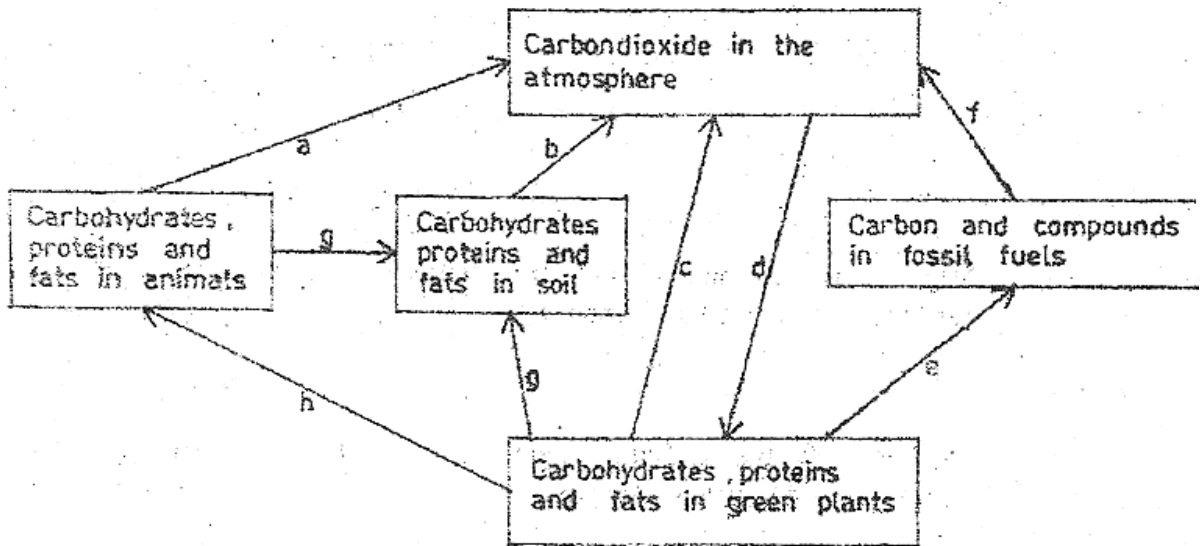 Carbondioxide in the
atmosphere
a
b
f
Carbohydrates,
proteins and
fats in animals
g
Carbohydrates
proteins and
fats in soil
c
d
Carbon and compounds
in fossil fuels
h
g
e
Carbohydrates, proteins
and fats in green plants